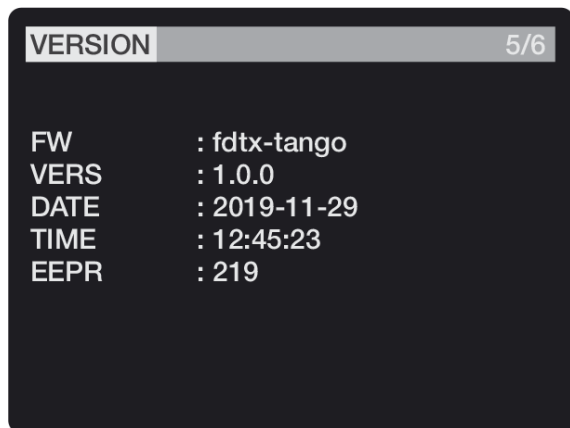 VERSION 5/6
FW : fdtx-tango
VERS : 1.0.0
DATE : 2019-11-29
TIME : 12:45:23
EEPR : 219